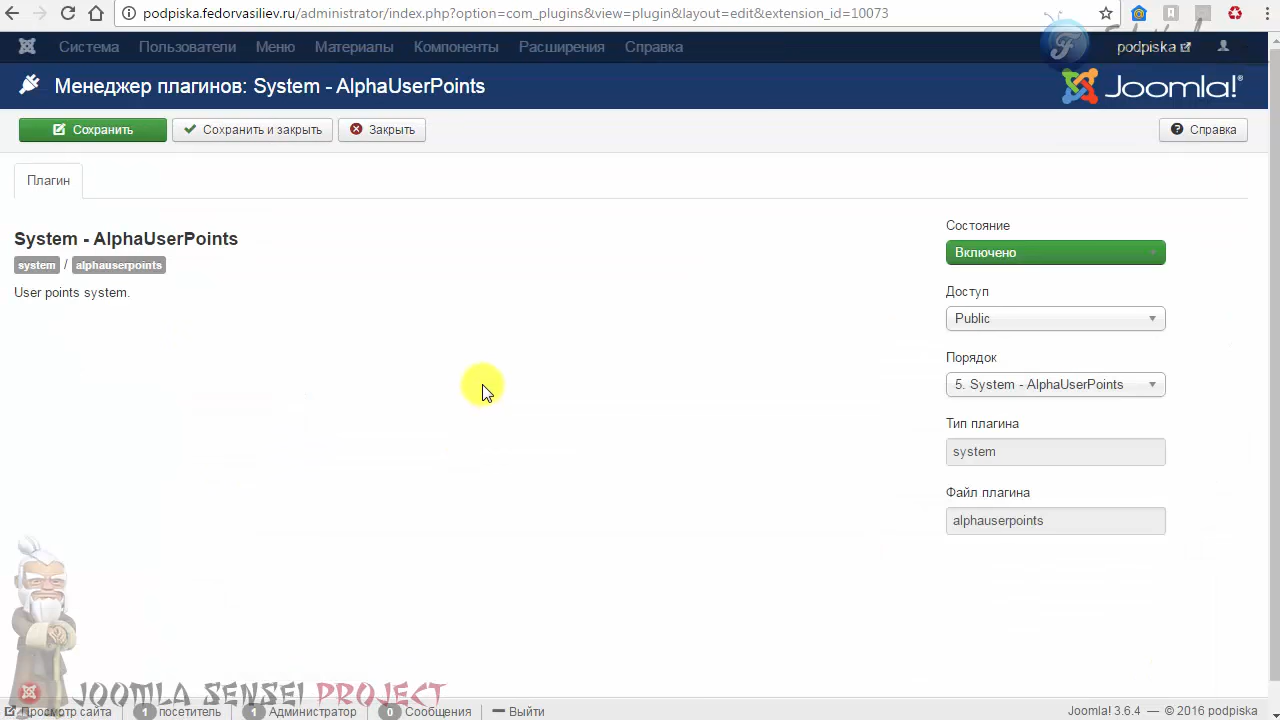 podpiska.fedorvasiliev.ru/administrator/index.php?option=com_plugins&view=plugin&layout=edit&extension_id=10073
Система Пользователи Меню Материалы Компоненты Расширения Справка podpiska
Менеджер плагинов: System - AlphaUserPoints
Joomla!®
Сохранить Сохранить и закрыть Закрыть Справка
Плагин
System - AlphaUserPoints
system / alphauserpoints
User points system.
Состояние
Включено
Доступ
Public
Порядок
5. System - AlphaUserPoints
Тип плагина
system
Файл плагина
alphauserpoints
JOOMLA SENSEI PROJECT
Просмотр сайта 1 посетитель 1 Администратор 0 Сообщения Выйти
Joomla! 3.6.4 — © 2016 podpiska